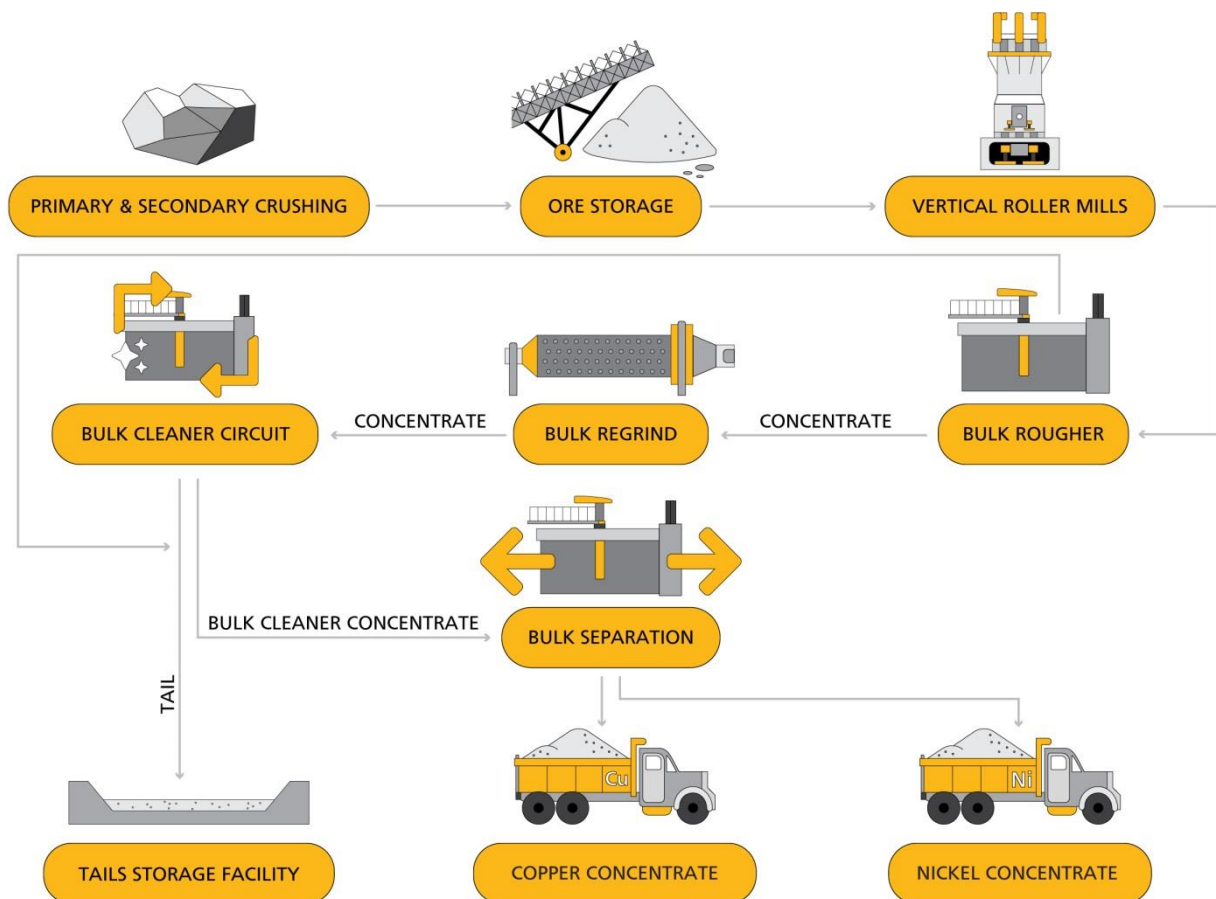 PRIMARY & SECONDARY CRUSHING
ORE STORAGE
VERTICAL ROLLER MILLS
BULK CLEANER CIRCUIT
CONCENTRATE
BULK REGRIND
CONCENTRATE
BULK ROUGHER
BULK CLEANER CONCENTRATE
BULK SEPARATION
TAIL
Cu
Ni
TAILS STORAGE FACILITY
COPPER CONCENTRATE
NICKEL CONCENTRATE